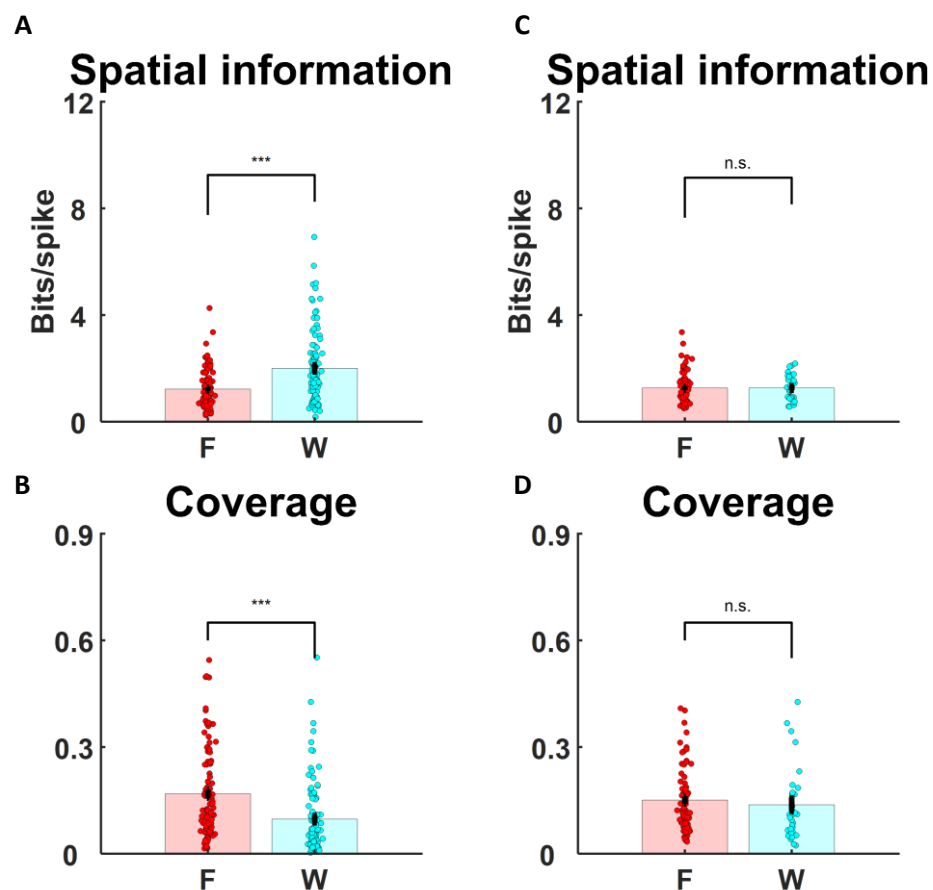 A
Spatial information
12
8
4
0
Bits/spike
***
F
W
B
Coverage
0.9
0.6
0.3
0
***
F
W
C
Spatial information
12
8
4
0
Bits/spike
n.s.
F
W
D
Coverage
0.9
0.6
0.3
0
n.s.
F
W